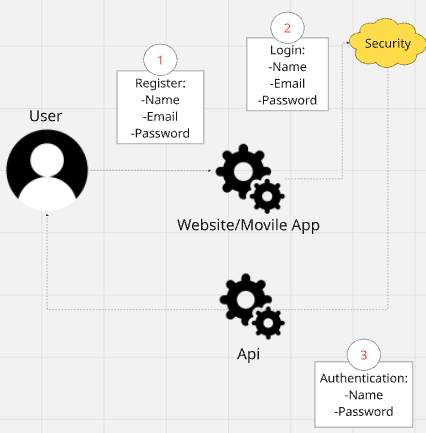 2
Login:
-Name
-Email
-Password
Security
1
Register:
-Name
-Email
-Password
User
Website/Movile App
Api
3
Authentication:
-Name
-Password